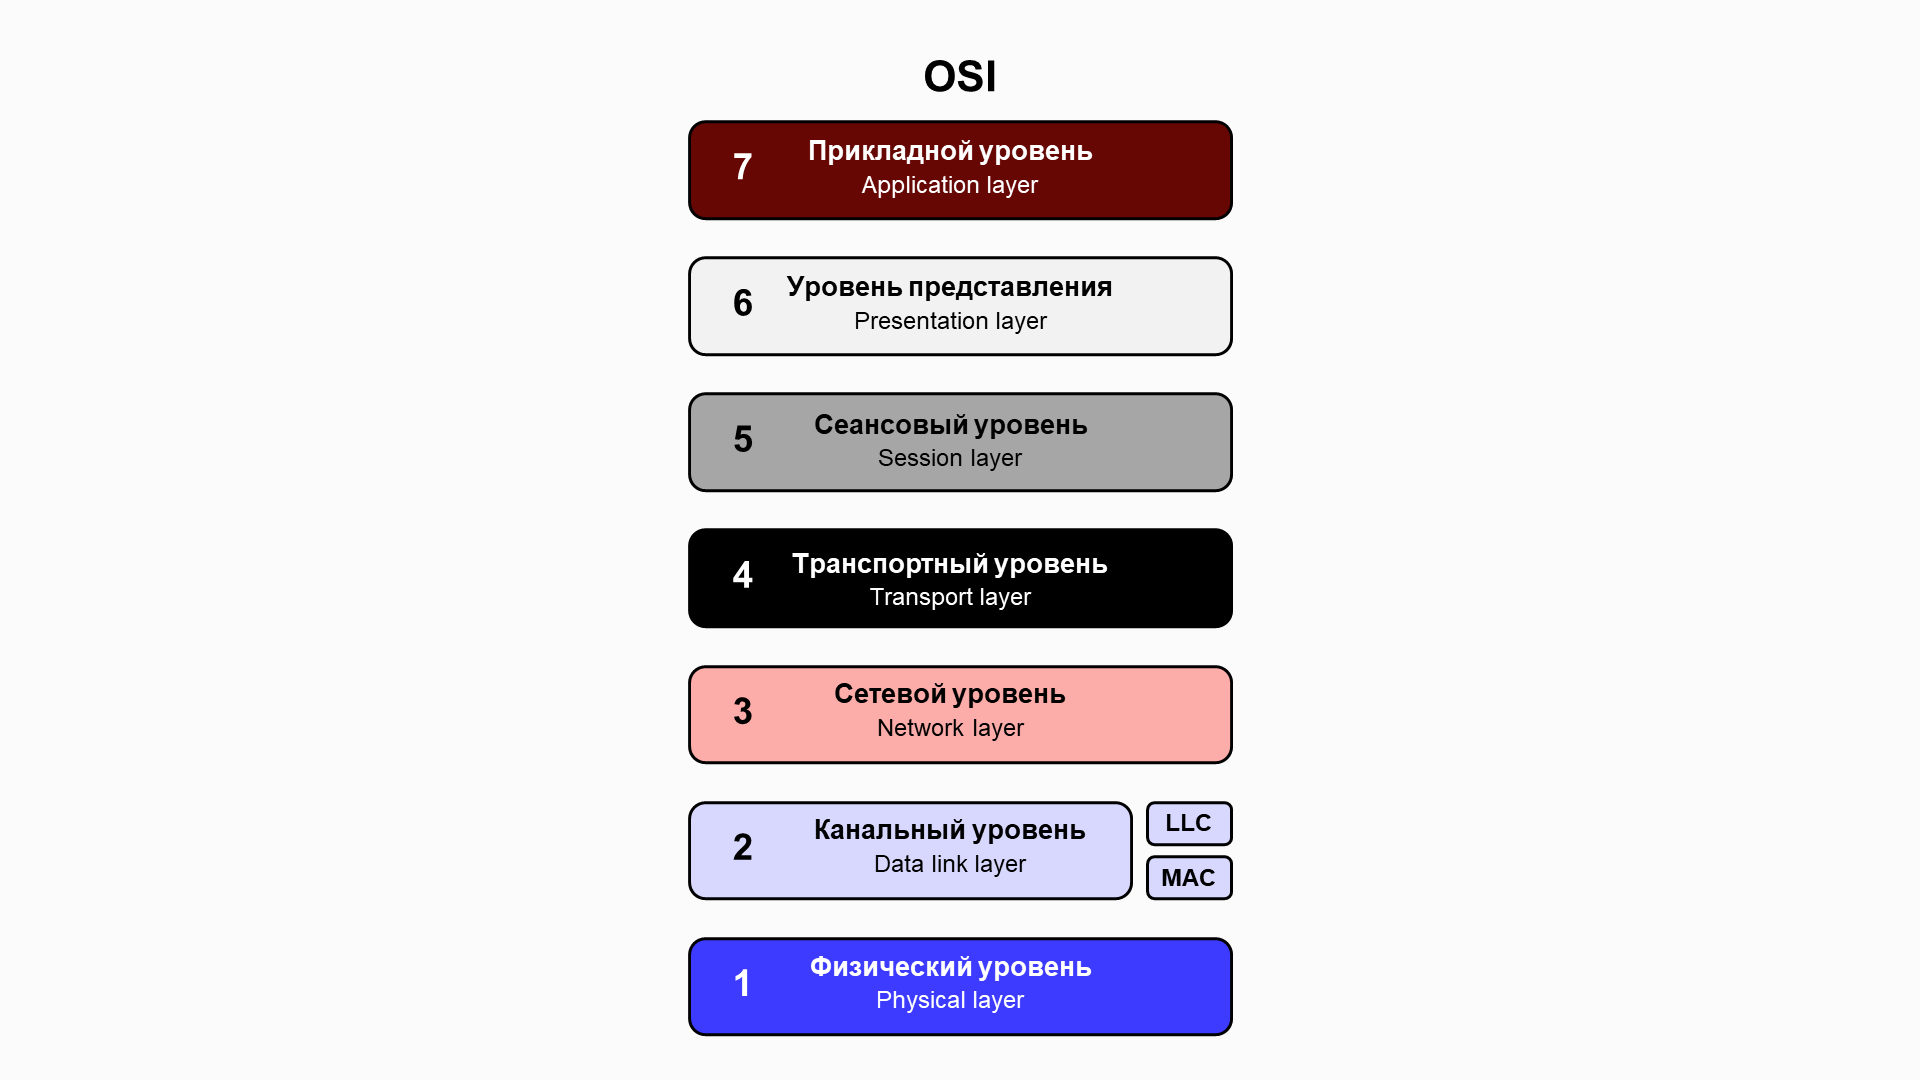 OSI
7
Прикладной уровень
Application layer
6
Уровень представления
Presentation layer
5
Сеансовый уровень
Session layer
4
Транспортный уровень
Transport layer
3
Сетевой уровень
Network layer
2
Канальный уровень
Data link layer
LLC
MAC
1
Физический уровень
Physical layer